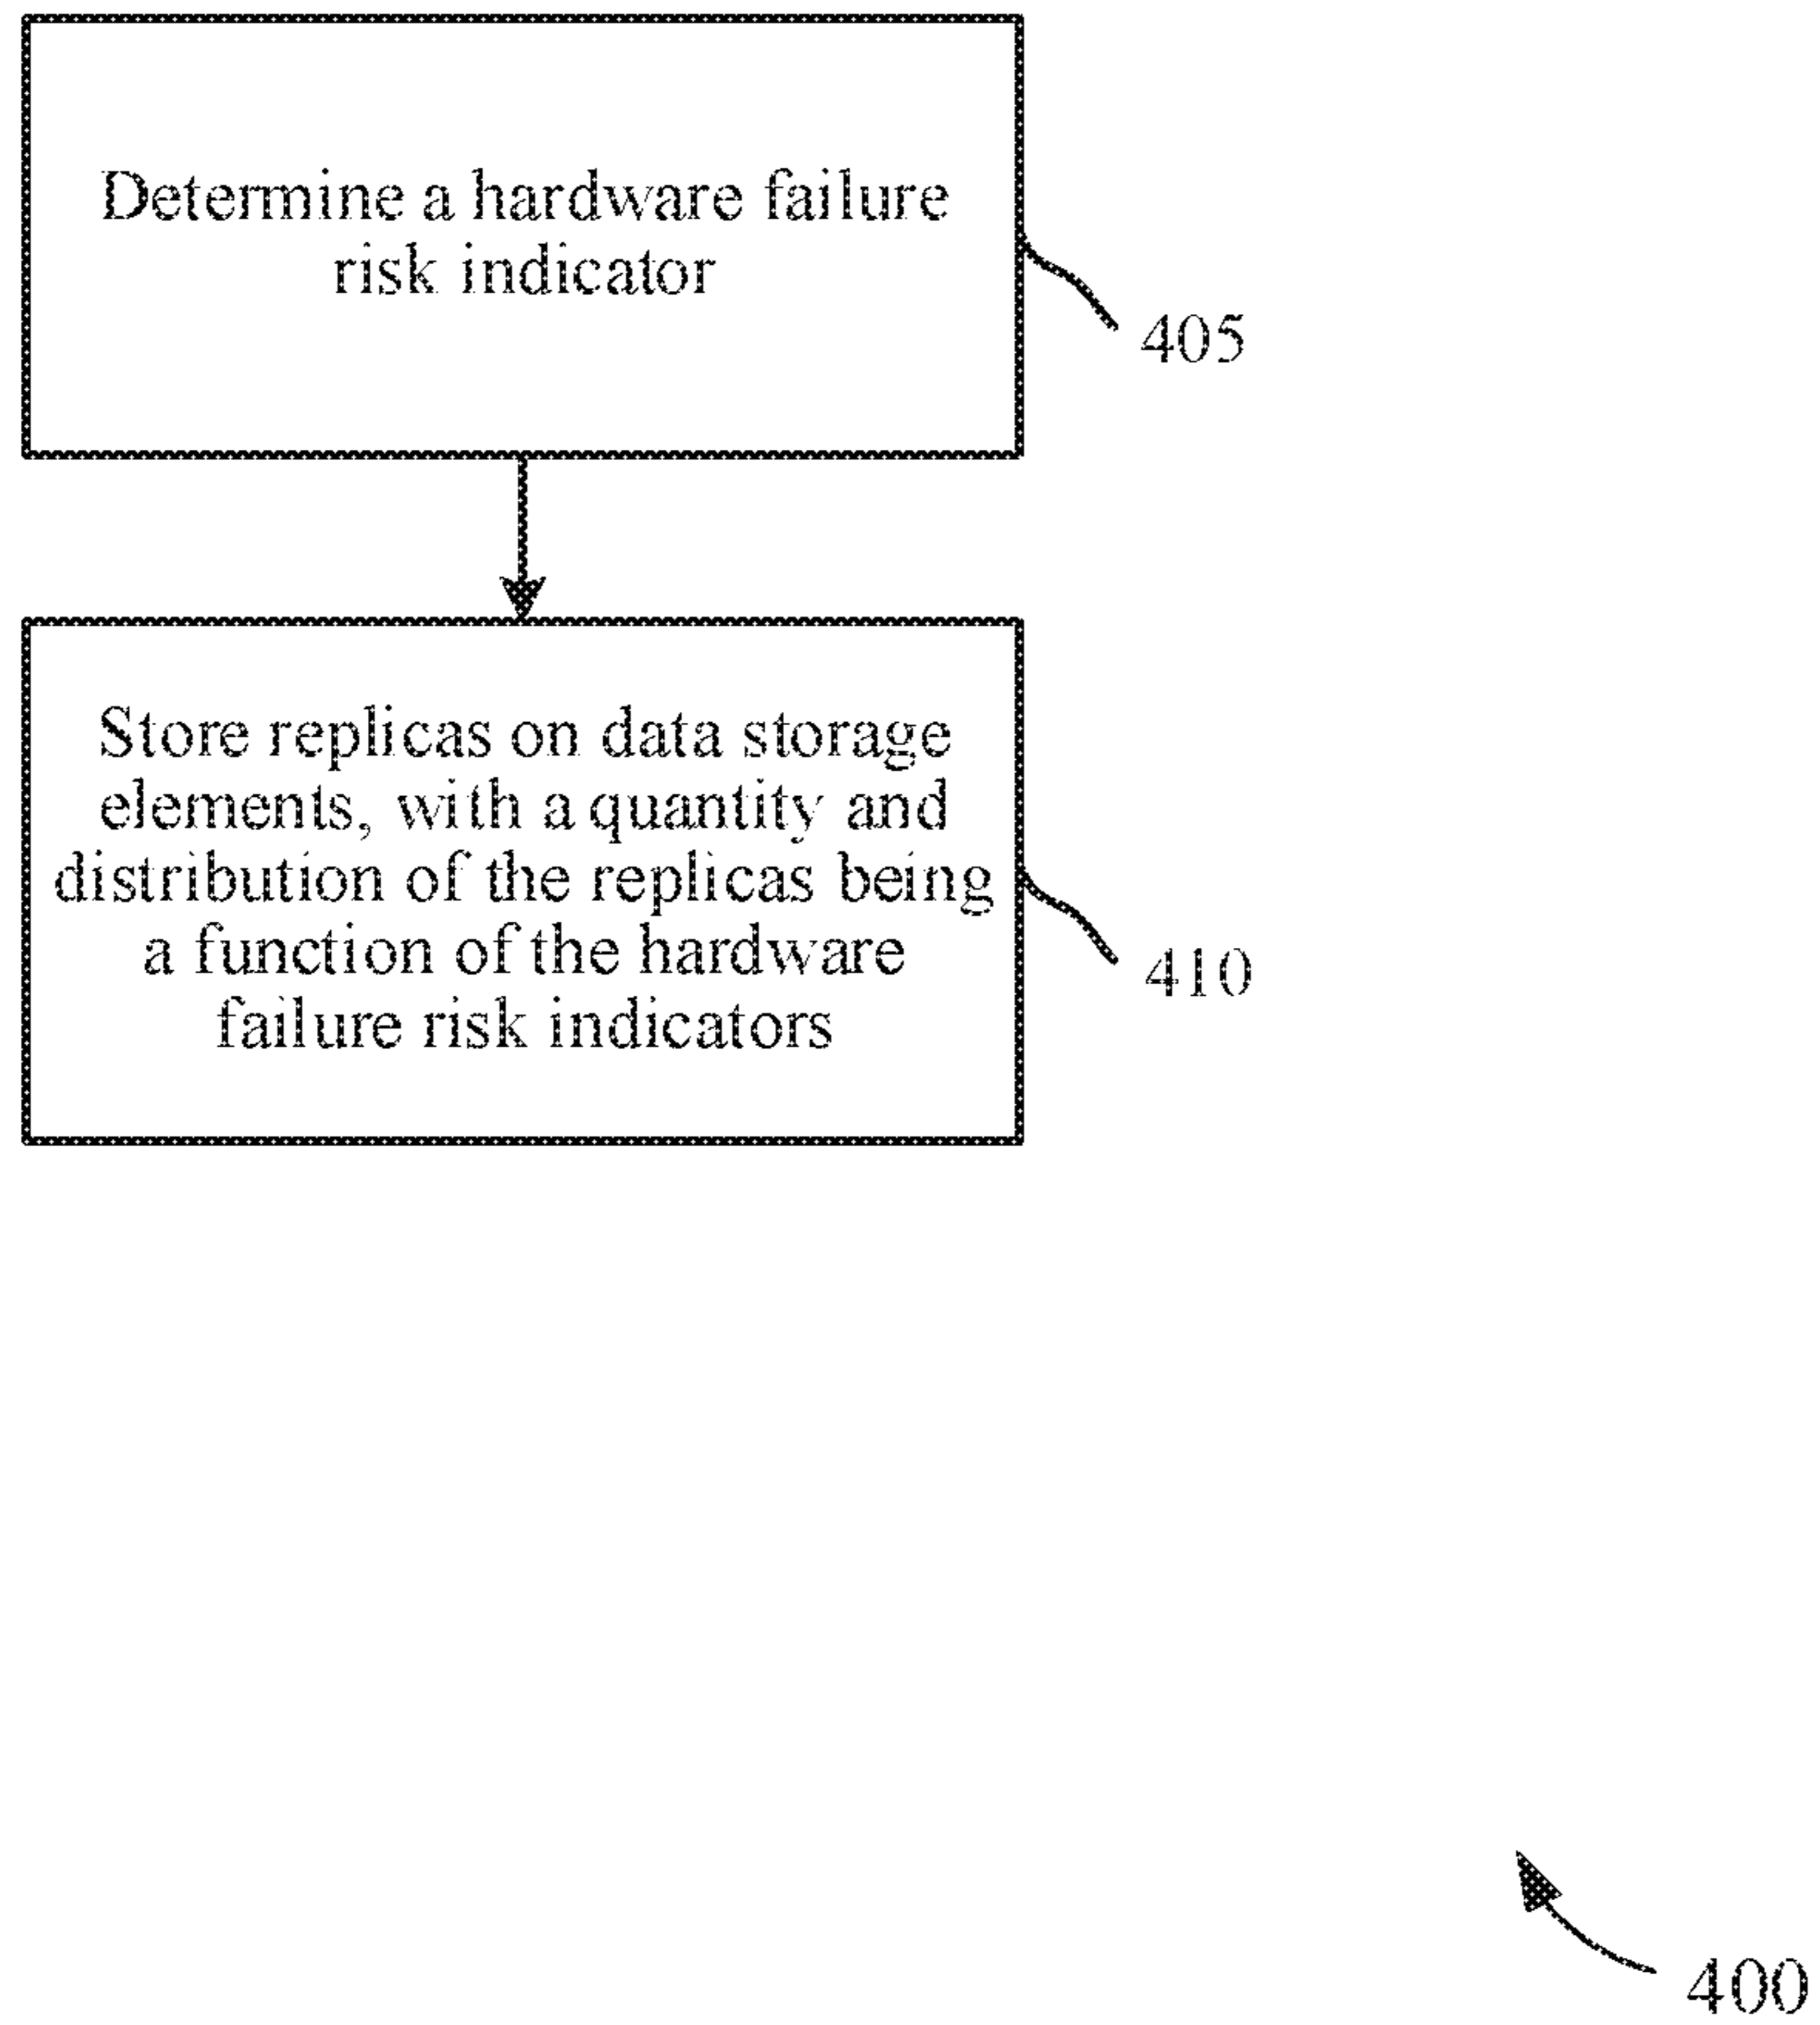 Determine a hardware failure
risk indicator
405
Store replicas on data storage
elements, with a quantity and
distribution of the replicas being
a function of the hardware
failure risk indicators
410
400